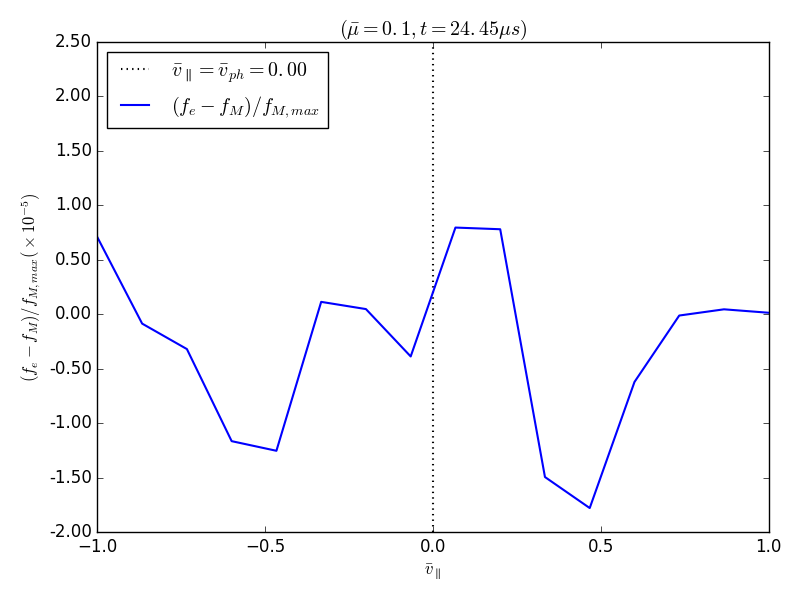 (μ̄ = 0.1, t = 24.45μs)
v̄∥ = v̄ph = 0.00
(fe − fM)/fM,max
2.50
2.00
1.50
1.00
0.50
0.00
-0.50
-1.00
-1.50
-2.00
(fe − fM)/fM,max(×10−5)
−1.0 −0.5 0.0 0.5 1.0
v̄∥